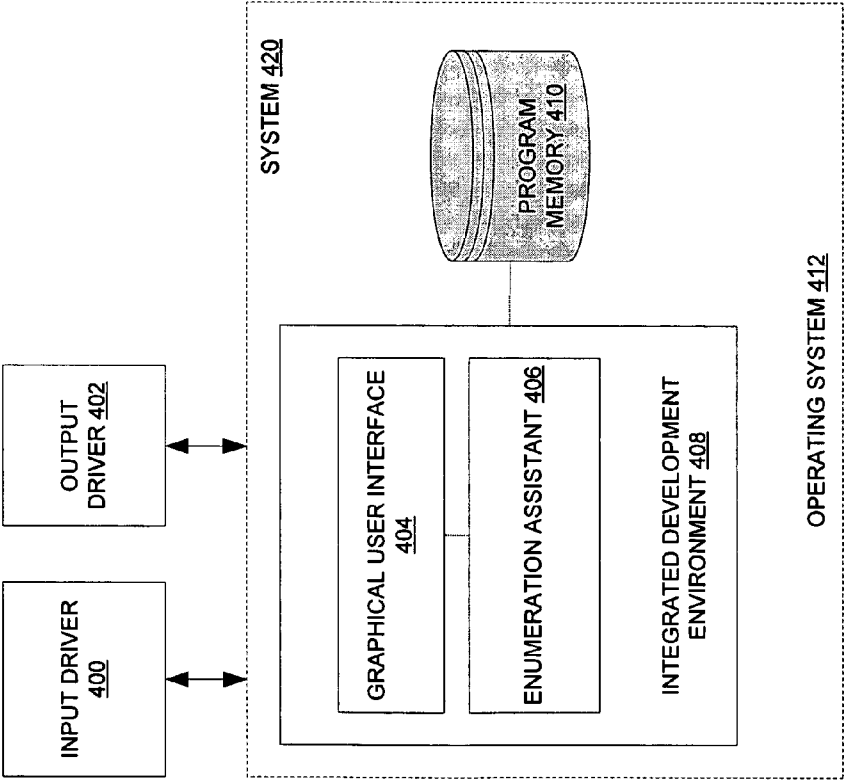 INPUT DRIVER
400
OUTPUT
DRIVER 402
SYSTEM 420
GRAPHICAL USER INTERFACE
404
ENUMERATION ASSISTANT 406
INTEGRATED DEVELOPMENT
ENVIRONMENT 408
PROGRAM
MEMORY 410
OPERATING SYSTEM 412